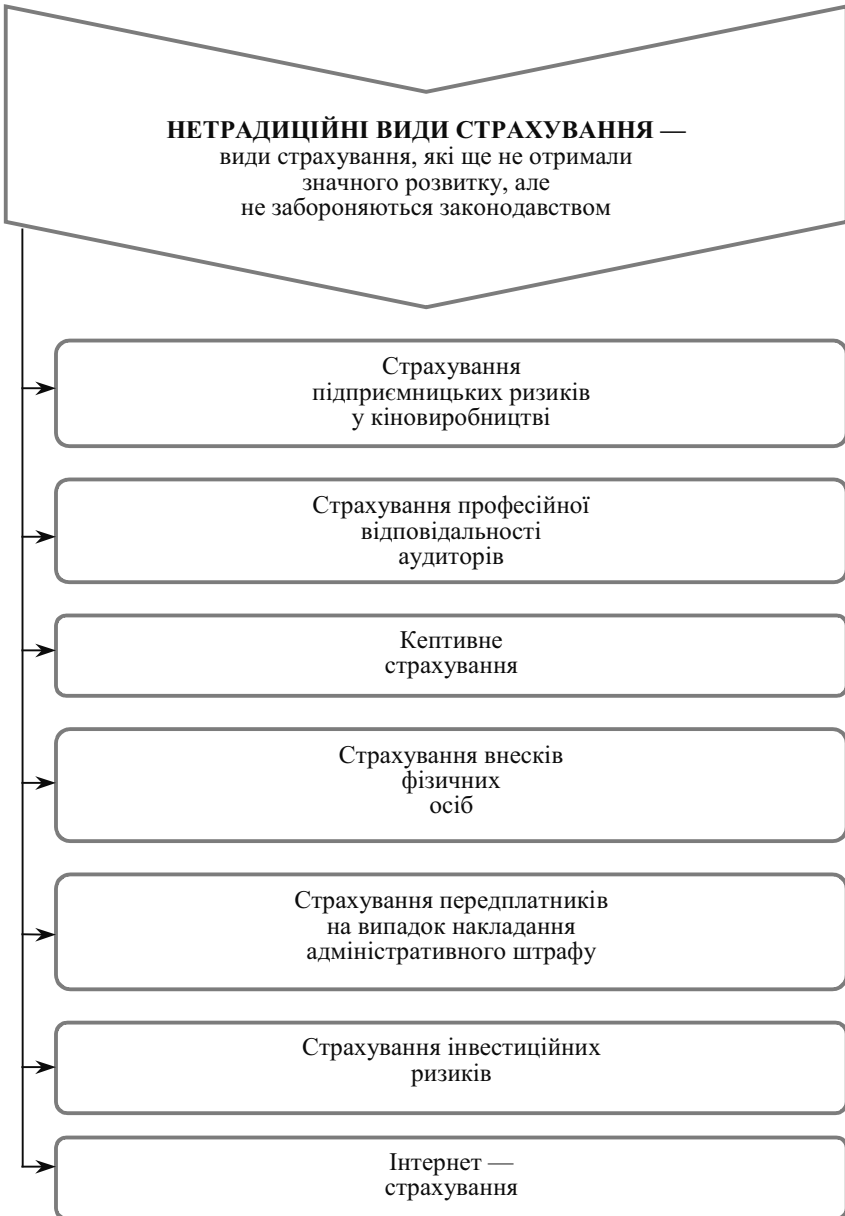 НЕТРАДИЦІЙНІ ВИДИ СТРАХУВАННЯ —
види страхування, які ще не отримали
значного розвитку, але
не забороняються законодавством
Страхування
підприємницьких ризиків
у кіновиробництві
Страхування професійної
відповідальності
аудиторів
Кептивне
страхування
Страхування внесків
фізичних
осіб
Страхування передплатників
на випадок накладання
адміністративного штрафу
Страхування інвестиційних
ризиків
Інтернет —
страхування